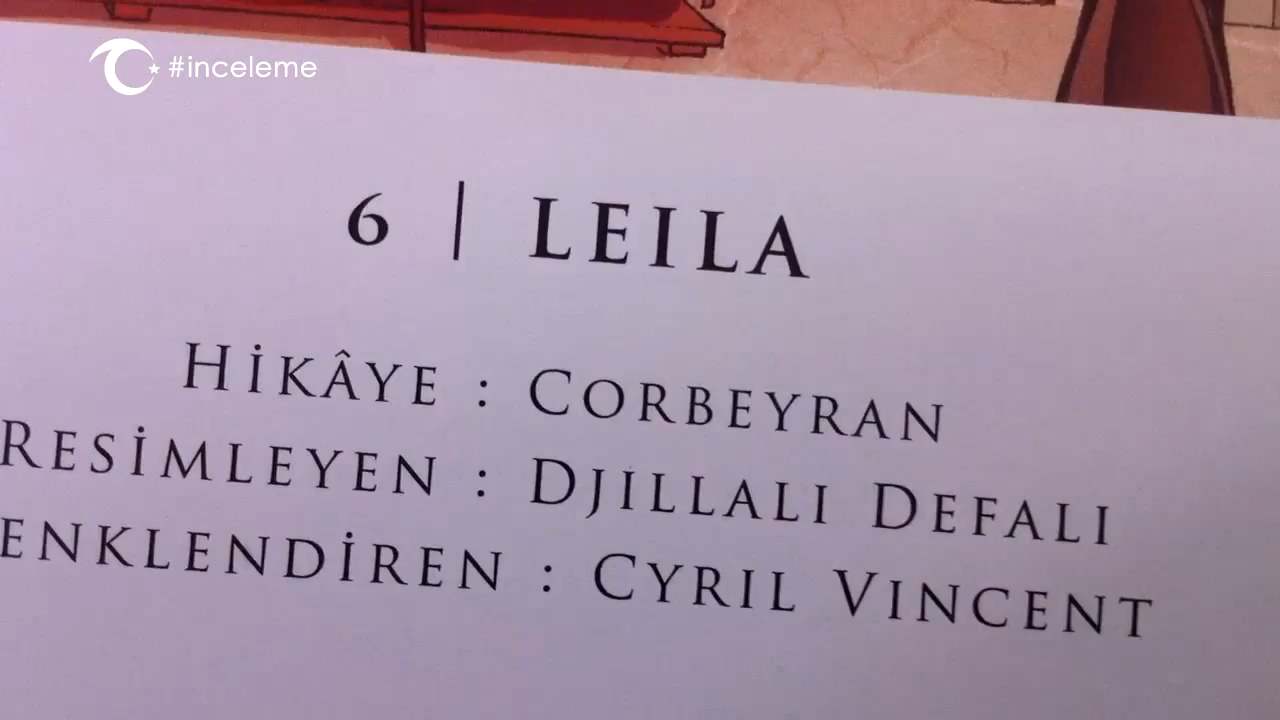 #inceleme
6 | LEILA
HİKÂYE : CORBEYRAN
RESİMLEYEN : DJILLALI DEFALI
ENKLENDİREN : CYRIL VINCENT